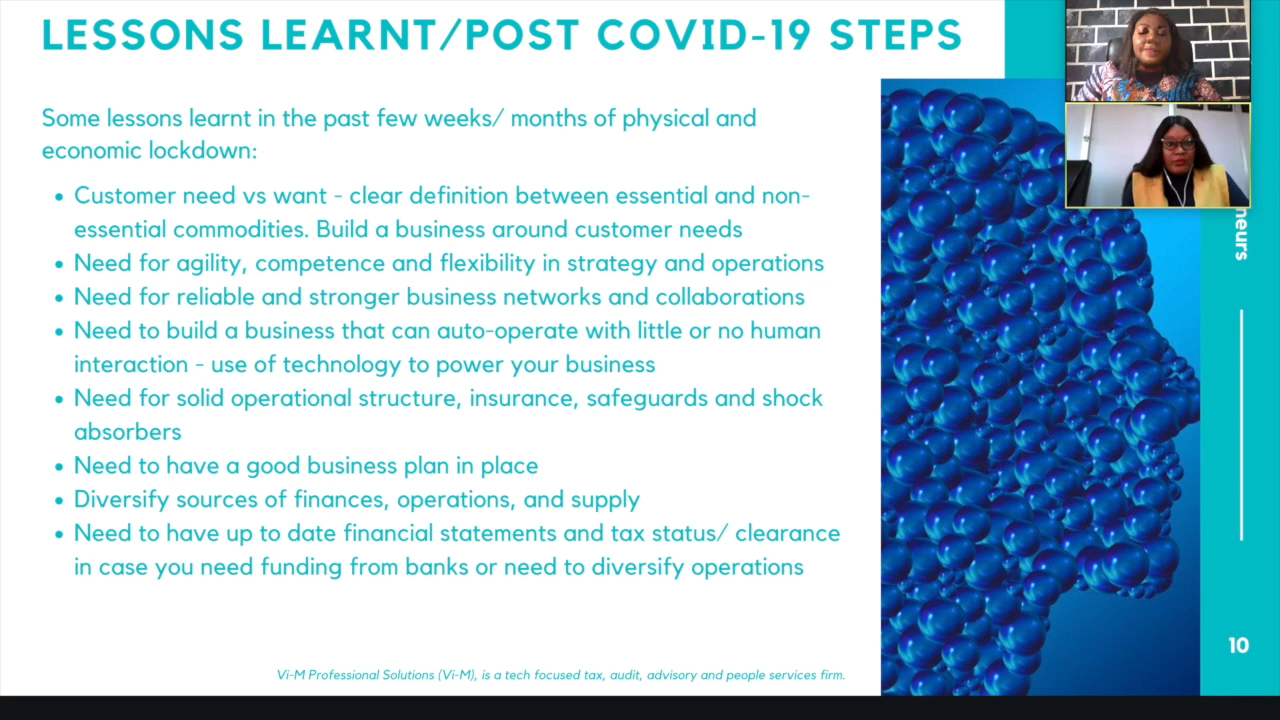 LESSONS LEARNT/POST COVID-19 STEPS
Some lessons learnt in the past few weeks/ months of physical and
economic lockdown:
• Customer need vs want - clear definition between essential and non-
essential commodities. Build a business around customer needs
• Need for agility, competence and flexibility in strategy and operations
• Need for reliable and stronger business networks and collaborations
• Need to build a business that can auto-operate with little or no human
interaction - use of technology to power your business
• Need for solid operational structure, insurance, safeguards and shock
absorbers
• Need to have a good business plan in place
• Diversify sources of finances, operations, and supply
• Need to have up to date financial statements and tax status/ clearance
in case you need funding from banks or need to diversify operations
Vi-M Professional Solutions (Vi-M), is a tech focused tax, audit, advisory and people services firm.
10